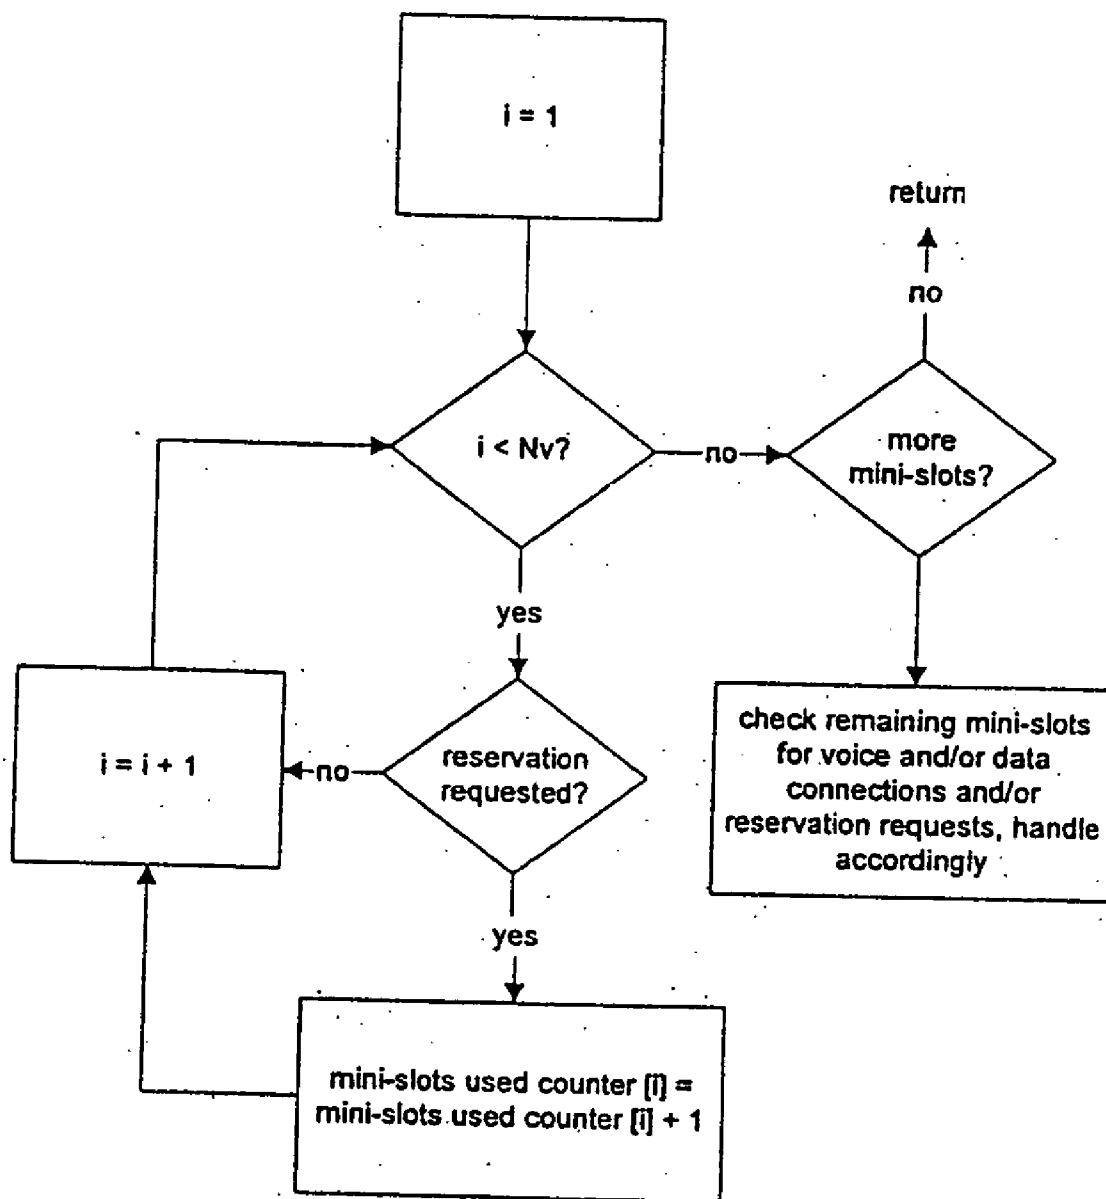 i = 1
return
no
i < Nv?
no
more
mini-slots?
yes
i = i + 1
no
reservation
requested?
check remaining mini-slots
for voice and/or data
connections and/or
reservation requests, handle
accordingly
yes
mini-slots used counter [i] =
mini-slots used counter [i] + 1